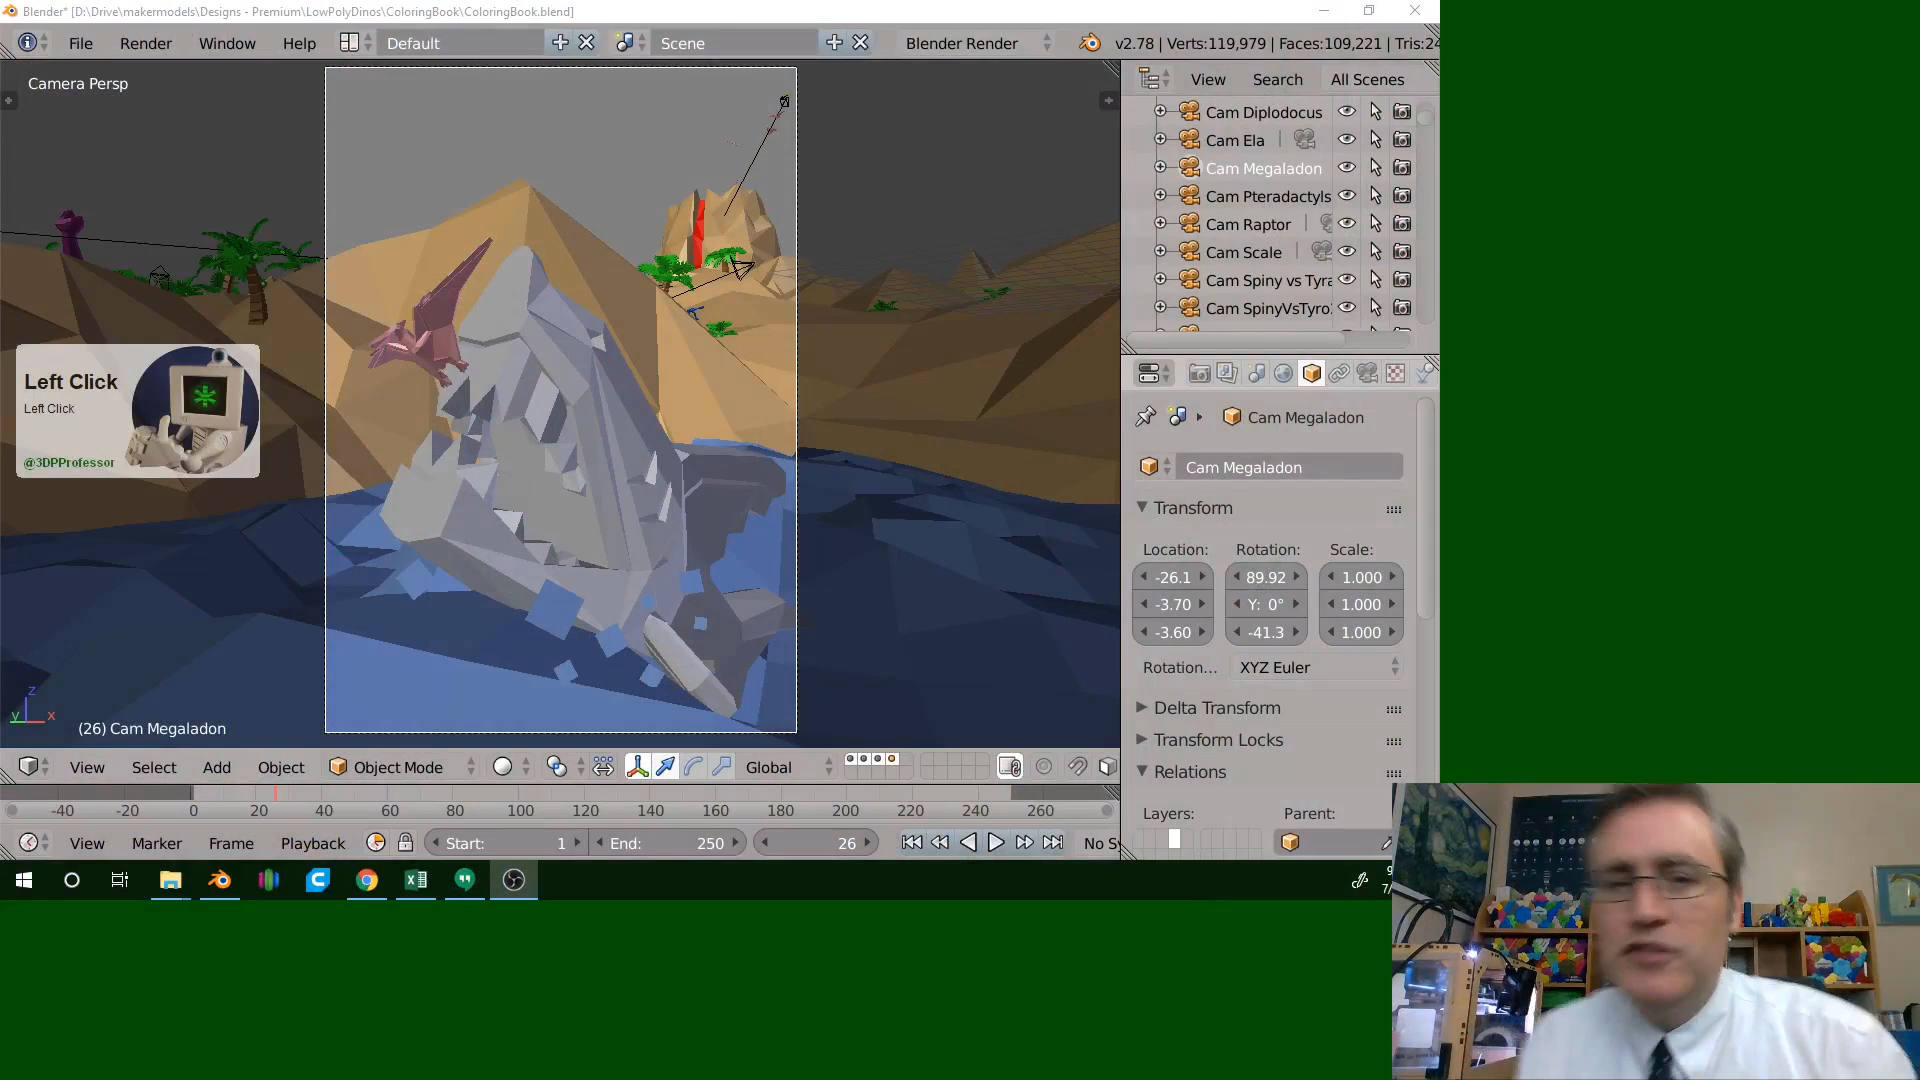 Blender* [D:\Drive\makermodels\Designs - Premium\LowPolyDinos\ColoringBook\ColoringBook.blend]
File Render Window Help Default Scene Blender Render v2.78 | Verts:119,979 | Faces:109,221 | Tris:24
Camera Persp
View Search All Scenes
Cam Diplodocus
Cam Ela
Cam Megaladon
Cam Pteradactyls
Cam Raptor
Cam Scale
Cam Spiny vs Tyra
Cam SpinyVsTyro
Left Click
Left Click
@3DPProfessor
Cam Megaladon
Cam Megaladon
Transform
Location: Rotation: Scale:
-26.1 89.92 1.000
-3.70 Y: 0° 1.000
-3.60 -41.3 1.000
Rotation... XYZ Euler
Delta Transform
Transform Locks
Relations
Layers: Parent:
z
y x
(26) Cam Megaladon
View Select Add Object Object Mode Global
-40 -20 0 20 40 60 80 100 120 140 160 180 200 220 240 260
View Marker Frame Playback Start: 1 End: 250 26 No Sy
9
7/